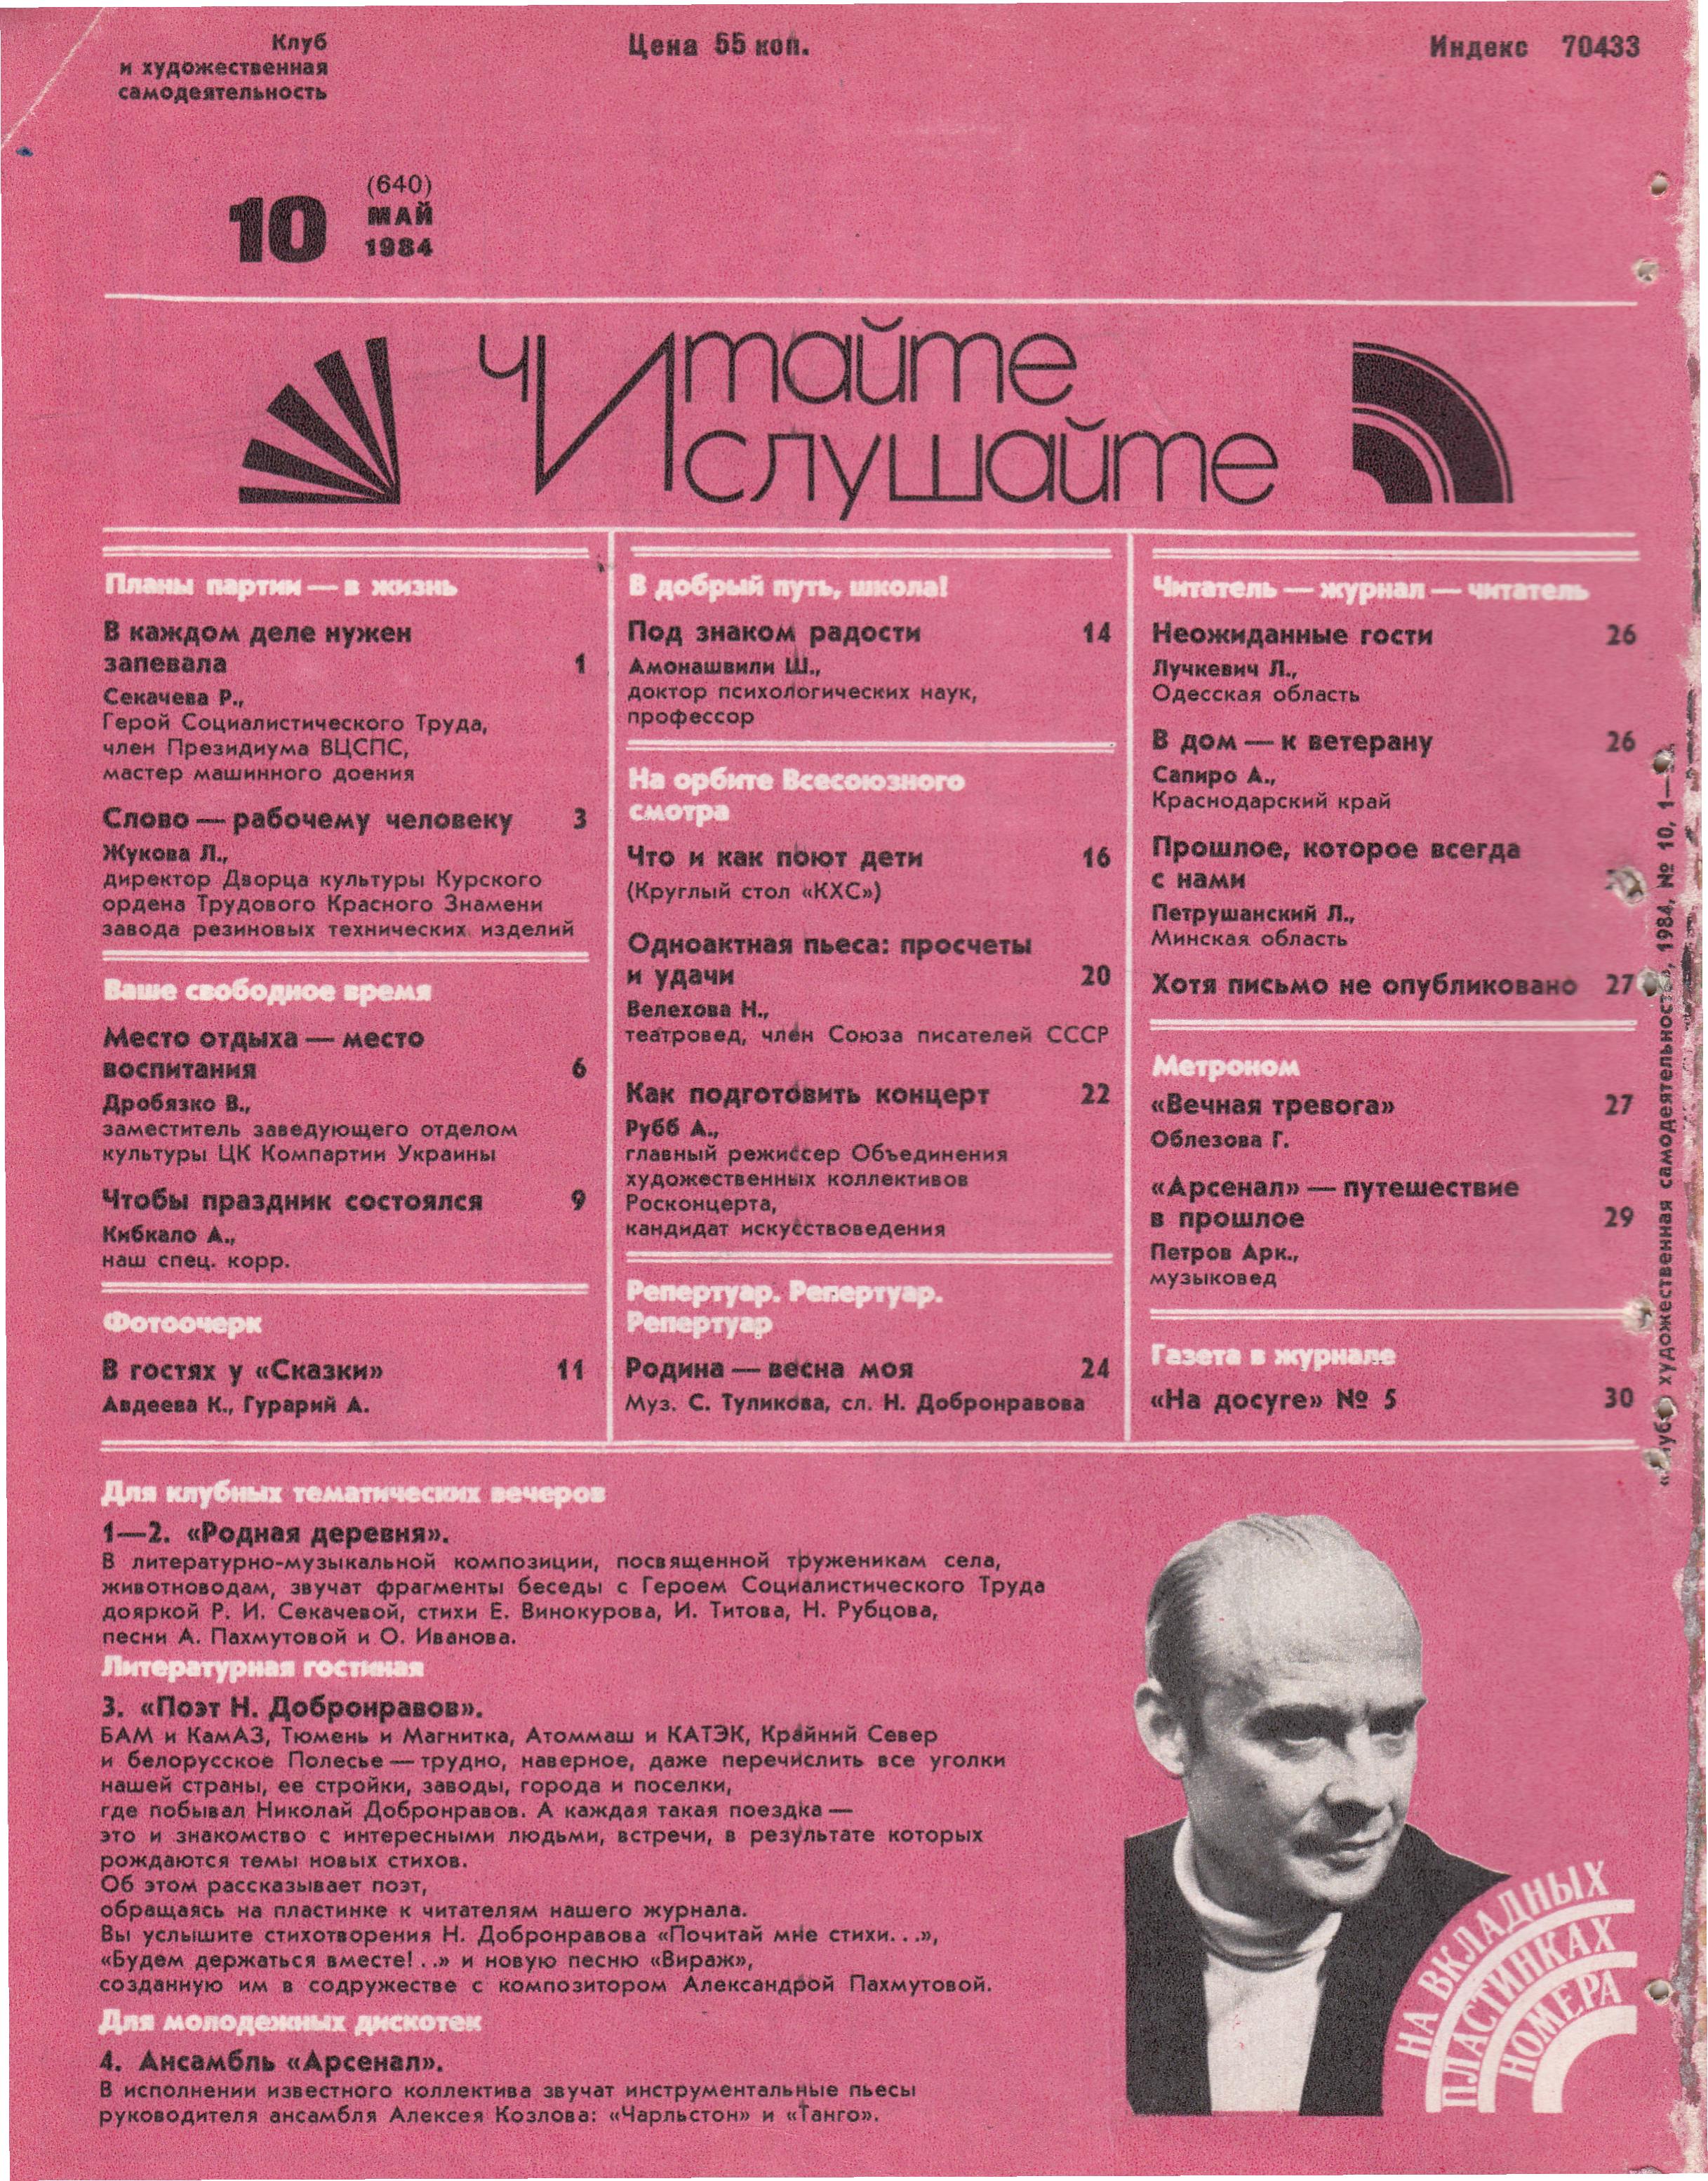 Клуб
и художественная
самодеятельность
Цена 55 коп.
Индекс 70433
10
(640)
МАЙ
1984
Читайте
И слушайте
Планы партии — в жизнь
В каждом деле нужен
запевала 1
Секачева Р.,
Герой Социалистического Труда,
член Президиума ВЦСПС,
мастер машинного доения
Слово — рабочему человеку 3
Жукова Л.,
директор Дворца культуры Курского
ордена Трудового Красного Знамени
завода резиновых технических изделий
Ваше свободное время
Место отдыха — место
воспитания 6
Дробязко В.,
заместитель заведующего отделом
культуры ЦК Компартии Украины
Чтобы праздник состоялся 9
Кибкало А.,
наш спец. корр.
Фотоочерк
В гостях у «Сказки» 11
Авдеева К., Гурарий А.
В добрый путь, школа!
Под знаком радости 14
Амонашвили Ш.,
доктор психологических наук,
профессор
На орбите Всесоюзного
смотра
Что и как поют дети 16
(Круглый стол «КХС»)
Одноактная пьеса: просчеты
и удачи 20
Велехова Н.,
театровед, член Союза писателей СССР
Как подготовить концерт 22
Рубб А.,
главный режиссер Объединения
художественных коллективов
Росконцерта,
кандидат искусствоведения
Репертуар. Репертуар.
Репертуар
Родина — весна моя 24
Муз. С. Туликова, сл. Н. Добронравова
Читатель — журнал — читатель
Неожиданные гости 26
Лучкевич Л.,
Одесская область
В дом — к ветерану 26
Сапиро А.,
Краснодарский край
Прошлое, которое всегда
с нами
Петрушанский Л.,
Минская область
Хотя письмо не опубликовано 27
Метроном
«Вечная тревога» 27
Облезова Г.
«Арсенал» — путешествие
в прошлое 29
Петров Арк.,
музыковед
Газета в журнале
«На досуге» № 5 30
художественная самодеятельность», 1984, № 10, 1—
Для клубных тематических вечеров
1—2. «Родная деревня».
В литературно-музыкальной композиции, посвященной труженикам села,
животноводам, звучат фрагменты беседы с Героем Социалистического Труда
дояркой Р. И. Секачевой, стихи Е. Винокурова, И. Титова, Н. Рубцова,
песни А. Пахмутовой и О. Иванова.
Литературная гостиная
3. «Поэт Н. Добронравов».
БАМ и КамАЗ, Тюмень и Магнитка, Атоммаш и КАТЭК, Крайний Север
и белорусское Полесье — трудно, наверное, даже перечислить все уголки
нашей страны, ее стройки, заводы, города и поселки,
где побывал Николай Добронравов. А каждая такая поездка —
это и знакомство с интересными людьми, встречи, в результате которых
рождаются темы новых стихов.
Об этом рассказывает поэт,
обращаясь на пластинке к читателям нашего журнала.
Вы услышите стихотворения Н. Добронравова «Почитай мне стихи...»,
«Будем держаться вместе!..» и новую песню «Вираж»,
созданную им в содружестве с композитором Александрой Пахмутовой.
Для молодежных дискотек
4. Ансамбль «Арсенал».
В исполнении известного коллектива звучат инструментальные пьесы
руководителя ансамбля Алексея Козлова: «Чарльстон» и «Танго».
НА ВКЛАДНЫХ
ПЛАСТИНКАХ
НОМЕРА